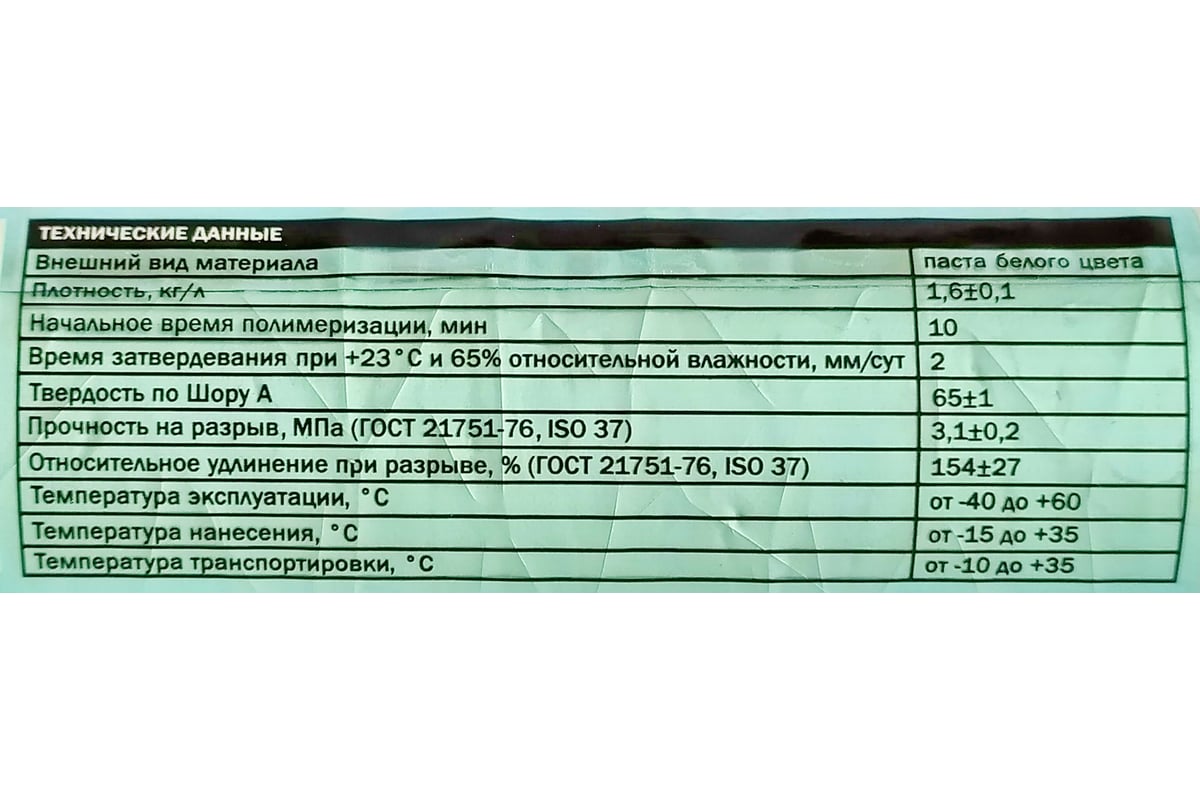 ТЕХНИЧЕСКИЕ ДАННЫЕ
Внешний вид материала паста белого цвета
Плотность, кг/л 1,6±0,1
Начальное время полимеризации, мин 10
Время затвердевания при +23°С и 65% относительной влажности, мм/сут 2
Твердость по Шору А 65±1
Прочность на разрыв, МПа (ГОСТ 21751-76, ISO 37) 3,1±0,2
Относительное удлинение при разрыве, % (ГОСТ 21751-76, ISO 37) 154±27
Температура эксплуатации, °С от -40 до +60
Температура нанесения, °С от -15 до +35
Температура транспортировки, °С от -10 до +35